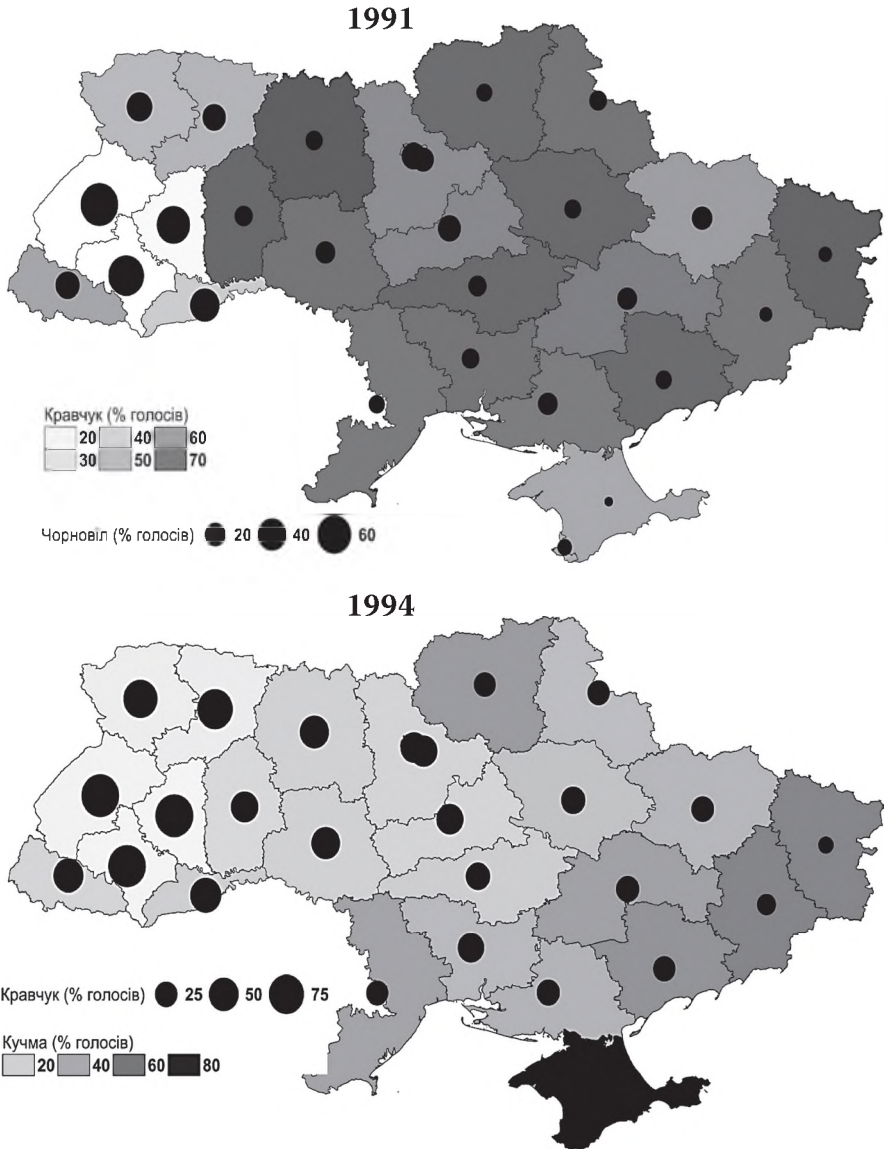 1991
Кравчук (% голосів)
20 40 60
30 50 70
Чорновіл (% голосів) 20 40 60
1994
Кравчук (% голосів) 25 50 75
Кучма (% голосів)
20 40 60 80